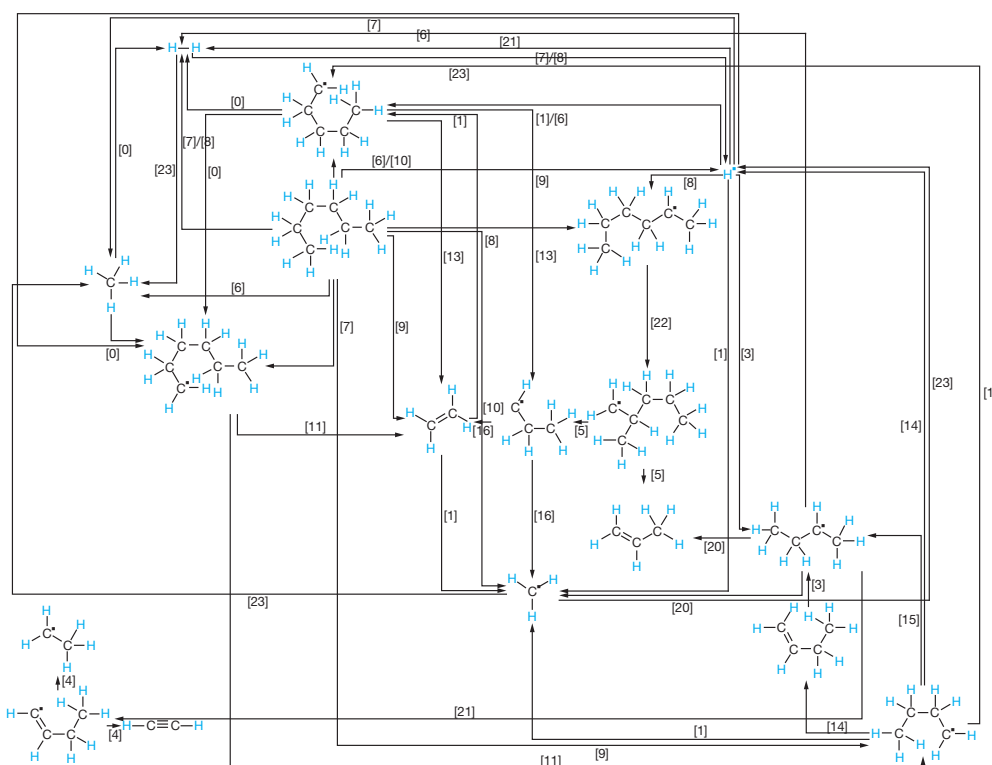 [7]
[6]
[21]
H H
[7]/[8]
[23]
H
C H H
H H
[0] C C H
[1] [1]/[6]
H C C H
H H
[0]
[7]/[8]
[23]
[0]
[6]/[10]
[9]
H
[8]
H H
H C C H
H C C H
H H
H C H H
H
H H H H
H C C H
C C C H
H H H
H C H
H H
[8]
[13]
[13]
H H
C H
H
[6]
H H
H C C H H
H C C C
H H
C H H
H
[0]
[7]
[9]
[22]
[1]
[3]
[23]
H
H C C H
H
[10]
[16]
H
C H
H C C H
H H
[5]
H H H
H C C C H
H C C H
H C H H
H H
[14]
[1
[11]
[5]
[1]
[16]
H H H
H C C
C H
H
[20]
H H H
H C C
C C H
H H H
H H
C
H
[23]
[20]
[3]
[15]
H
C
H C H
H H
[4]
H H
H C C H
C C
H H
H H
H C C H
C C
H H H
[4]
H C C H
[21]
[14]
H H
H C C H
H C C H
H H
[1]
[9]
[11]